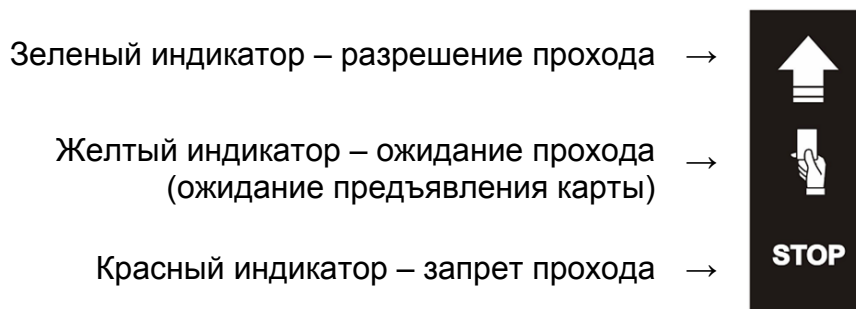 Зеленый индикатор – разрешение прохода →
Желтый индикатор – ожидание прохода →
(ожидание предъявления карты)
Красный индикатор – запрет прохода →
STOP